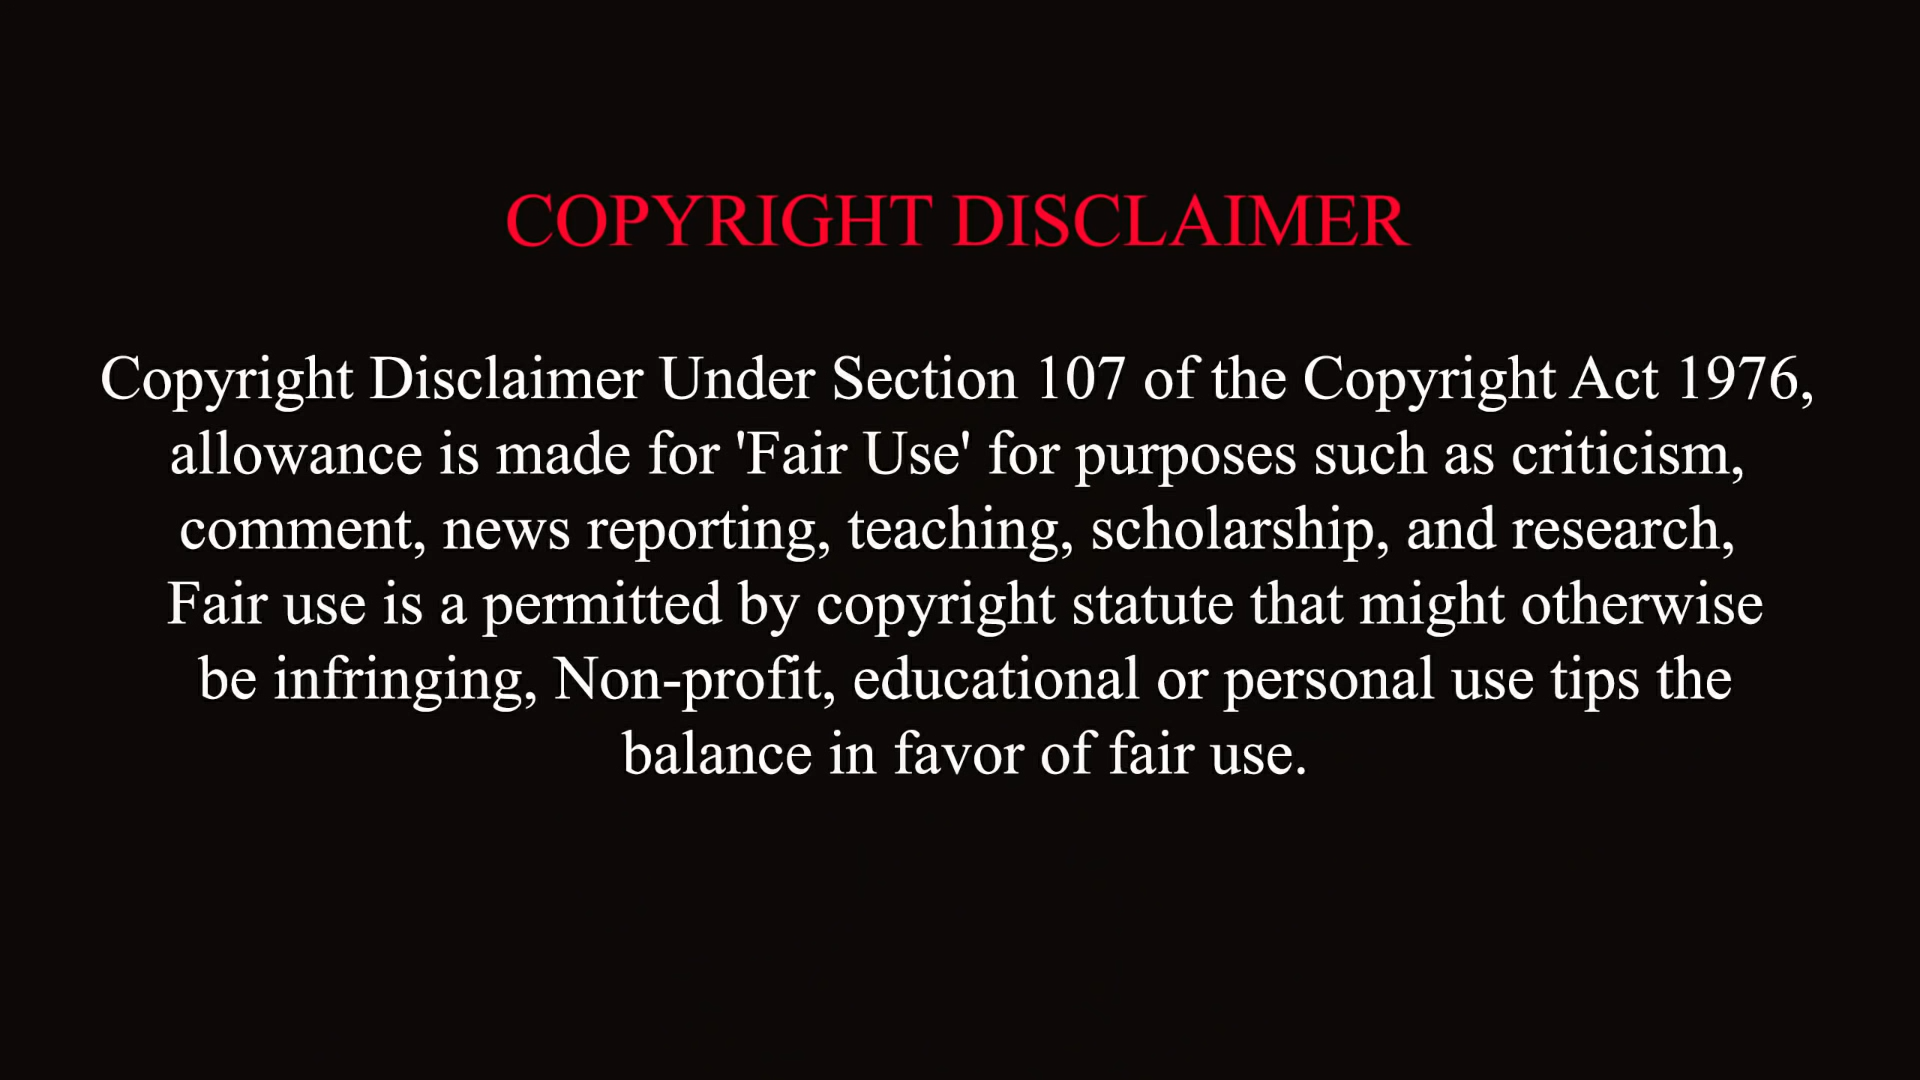 COPYRIGHT DISCLAIMER
Copyright Disclaimer Under Section 107 of the Copyright Act 1976,
allowance is made for 'Fair Use' for purposes such as criticism,
comment, news reporting, teaching, scholarship, and research,
Fair use is a permitted by copyright statute that might otherwise
be infringing, Non-profit, educational or personal use tips the
balance in favor of fair use.